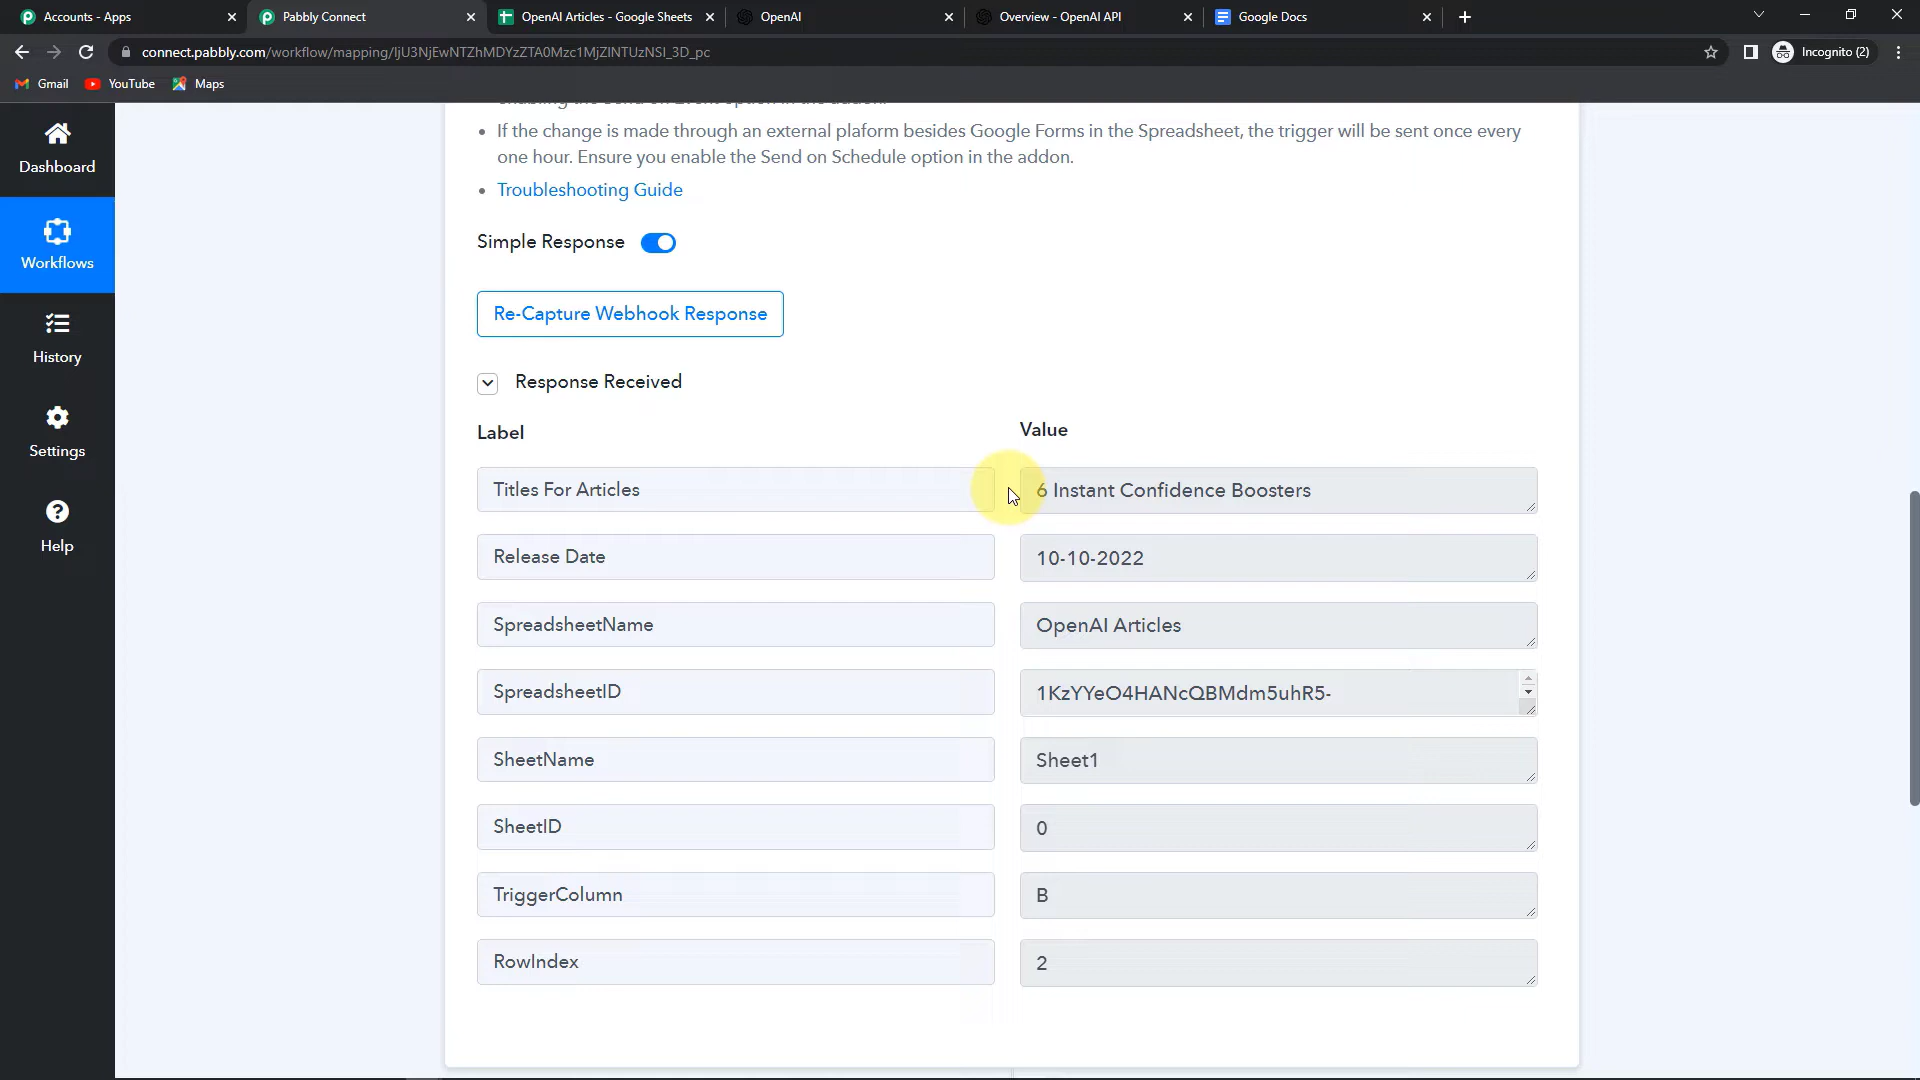 Accounts - Apps
Pabbly Connect
OpenAI Articles - Google Sheets
OpenAI
Overview - OpenAI API
Google Docs
connect.pabbly.com/workflow/mapping/IjU3NjEwNTZhMDYzZTA0Mzc1MjZlNTUzNSI_3D_pc
Incognito (2)
Gmail
YouTube
Maps
Dashboard
Workflows
History
Settings
Help
If the change is made through an external plaform besides Google Forms in the Spreadsheet, the trigger will be sent once every
one hour. Ensure you enable the Send on Schedule option in the addon.
Troubleshooting Guide
Simple Response
Re-Capture Webhook Response
Response Received
Label
Value
Titles For Articles
6 Instant Confidence Boosters
Release Date
10-10-2022
SpreadsheetName
OpenAI Articles
SpreadsheetID
1KzYYeO4HANcQBMdm5uhR5-
SheetName
Sheet1
SheetID
0
TriggerColumn
B
RowIndex
2